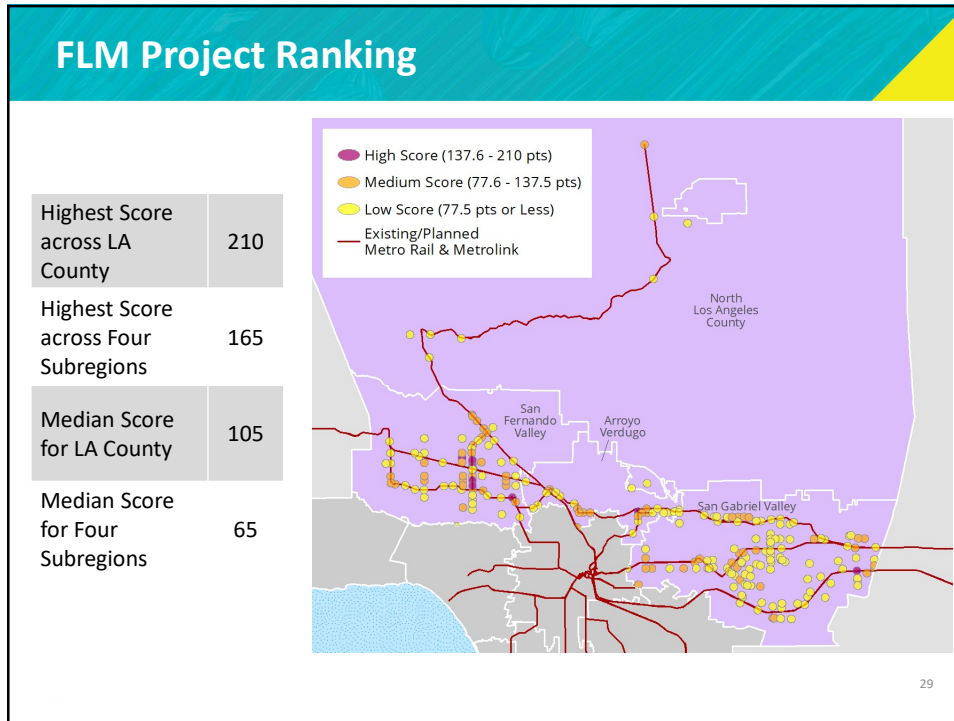 FLM Project Ranking
Highest Score
across LA
County
210
Highest Score
across Four
Subregions
165
Median Score
for LA County
105
Median Score
for Four
Subregions
65
High Score (137.6 - 210 pts)
Medium Score (77.6 - 137.5 pts)
Low Score (77.5 pts or Less)
Existing/Planned
Metro Rail & Metrolink
North
Los Angeles
County
San
Fernando
Valley
Arroyo
Verdugo
San Gabriel Valley
29